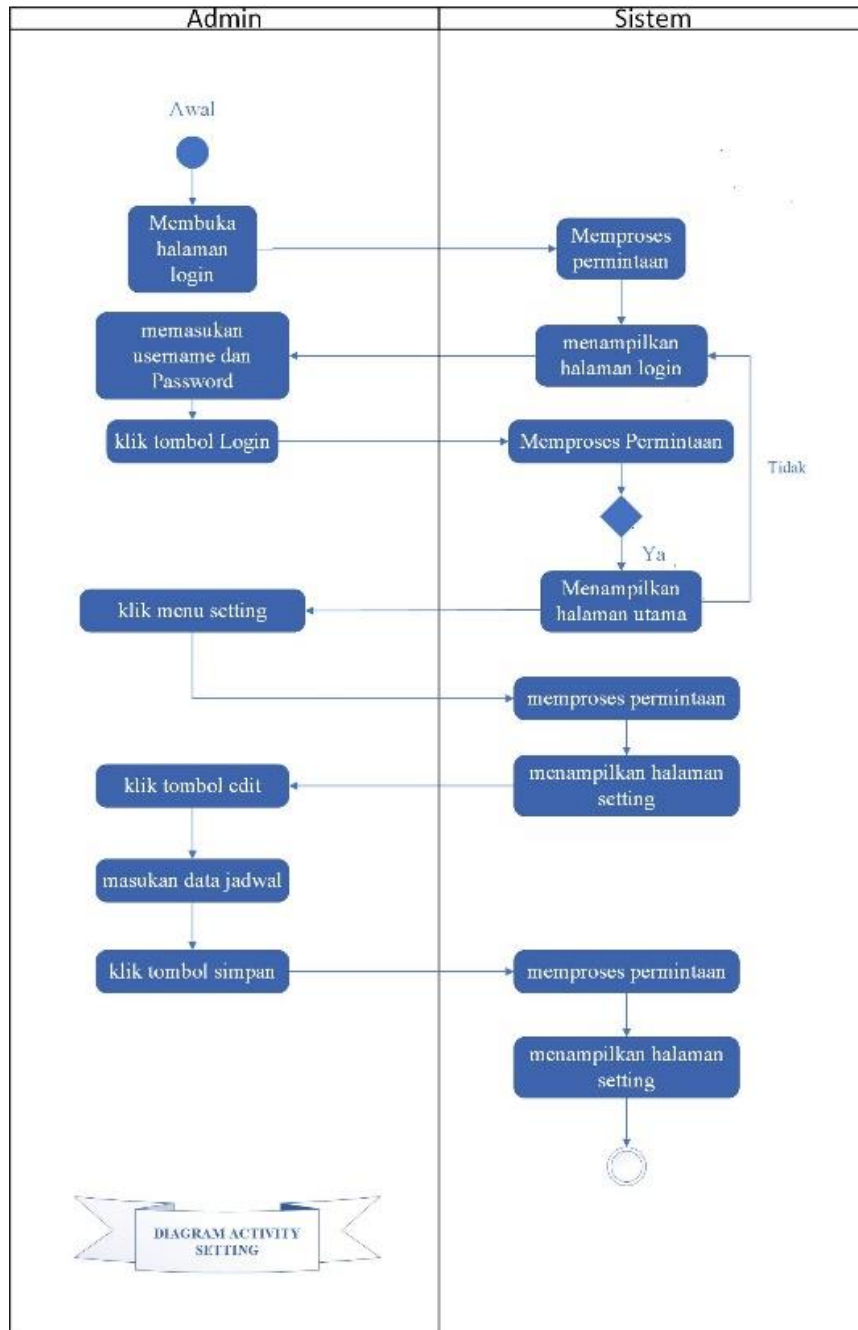 Admin
Sistem
Awal
Membuka
halaman
login
Memproses
permintaan
memasukan
username dan
Password
menampilkan
halaman login
klik tombol Login
Memproses Permintaan
Tidak
Ya
Menampilkan
halaman utama
klik menu setting
memproses permintaan
menampilkan halaman
setting
klik tombol edit
masukan data jadwal
klik tombol simpan
memproses permintaan
menampilkan halaman
setting
DIAGRAM ACTIVITY
SETTING